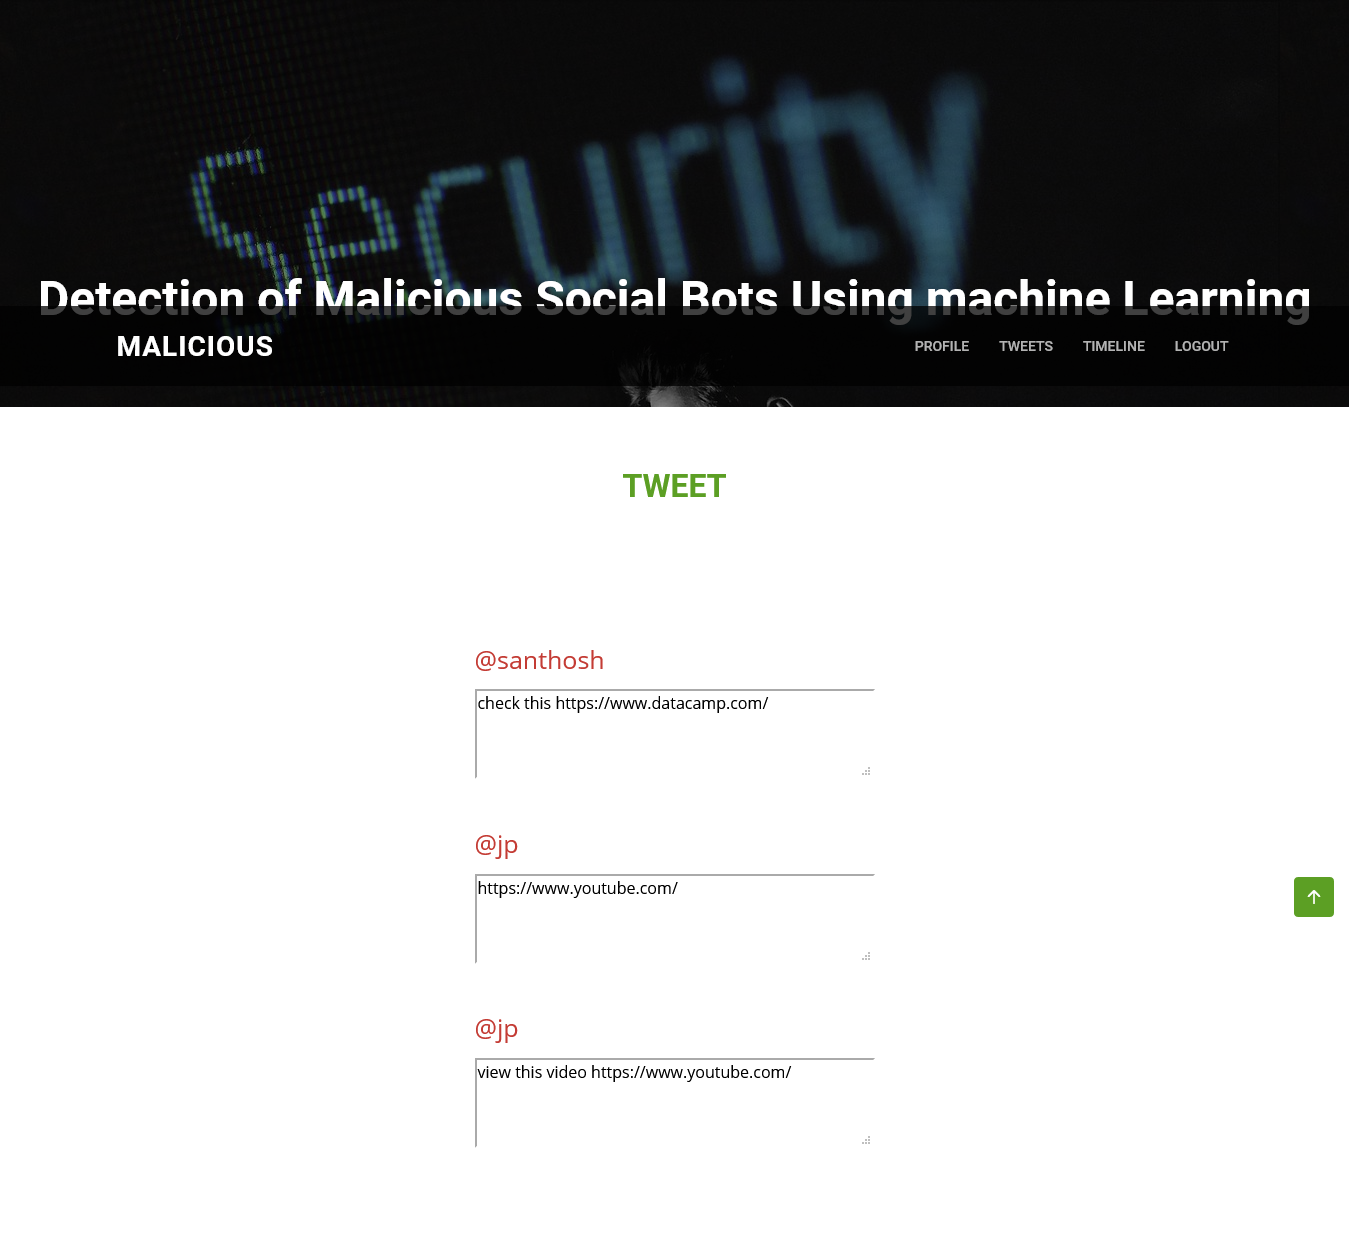 Security
Detection of Malicious Social Bots Using machine Learning
MALICIOUS
PROFILE TWEETS TIMELINE LOGOUT
TWEET
@santhosh
check this https://www.datacamp.com/
@jp
https://www.youtube.com/
@jp
view this video https://www.youtube.com/